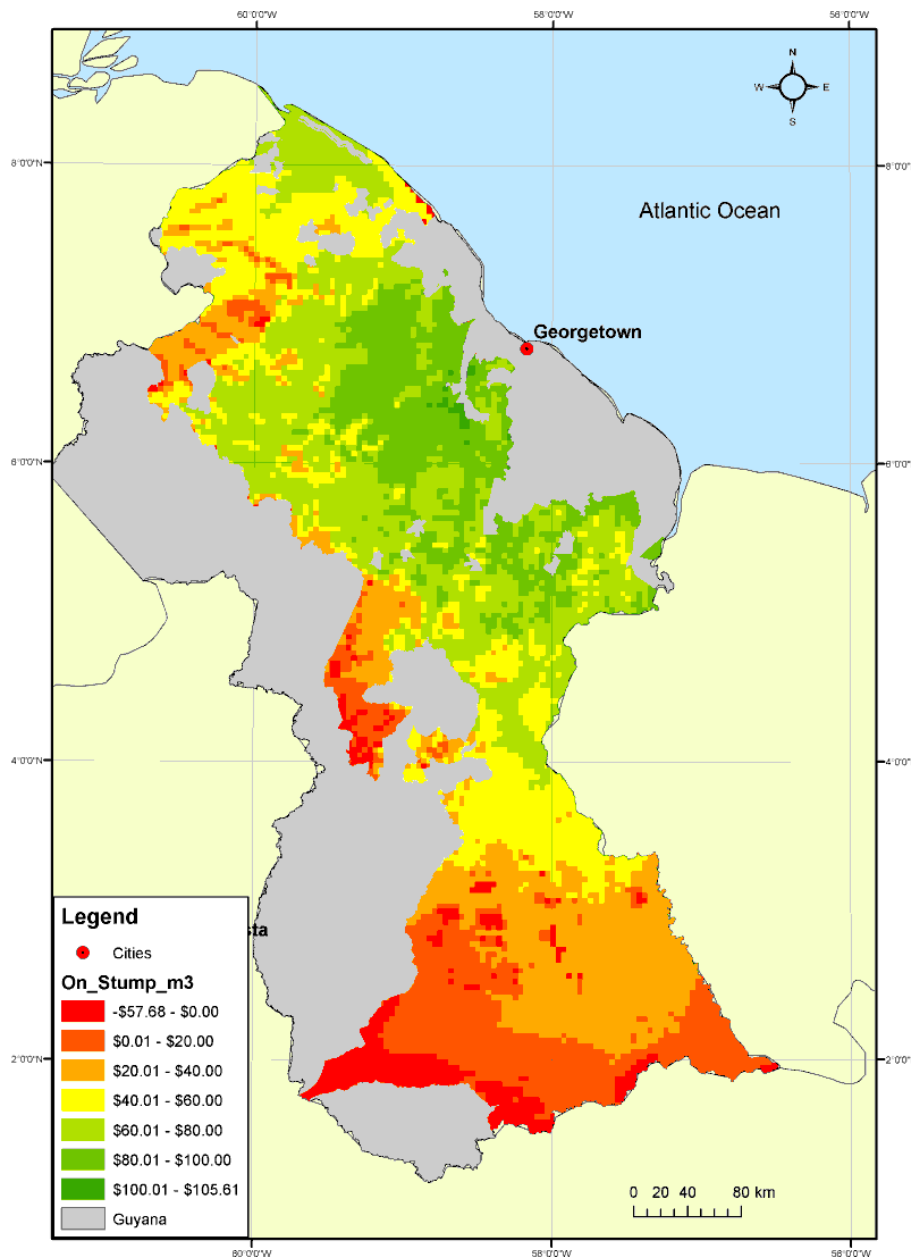 60°0'0"W 58°0'0"W 56°0'0"W
N
W E
S
8°0'0"N 8°0'0"N
Atlantic Ocean
Georgetown
6°0'0"N 6°0'0"N
4°0'0"N 4°0'0"N
Legend
sta
Cities
On_Stump_m3
-$57.68 - $0.00
$0.01 - $20.00
2°0'0"N 2°0'0"N
$20.01 - $40.00
$40.01 - $60.00
$60.01 - $80.00
$80.01 - $100.00
$100.01 - $105.61
0 20 40 80 km
Guyana
60°0'0"W 58°0'0"W 56°0'0"W